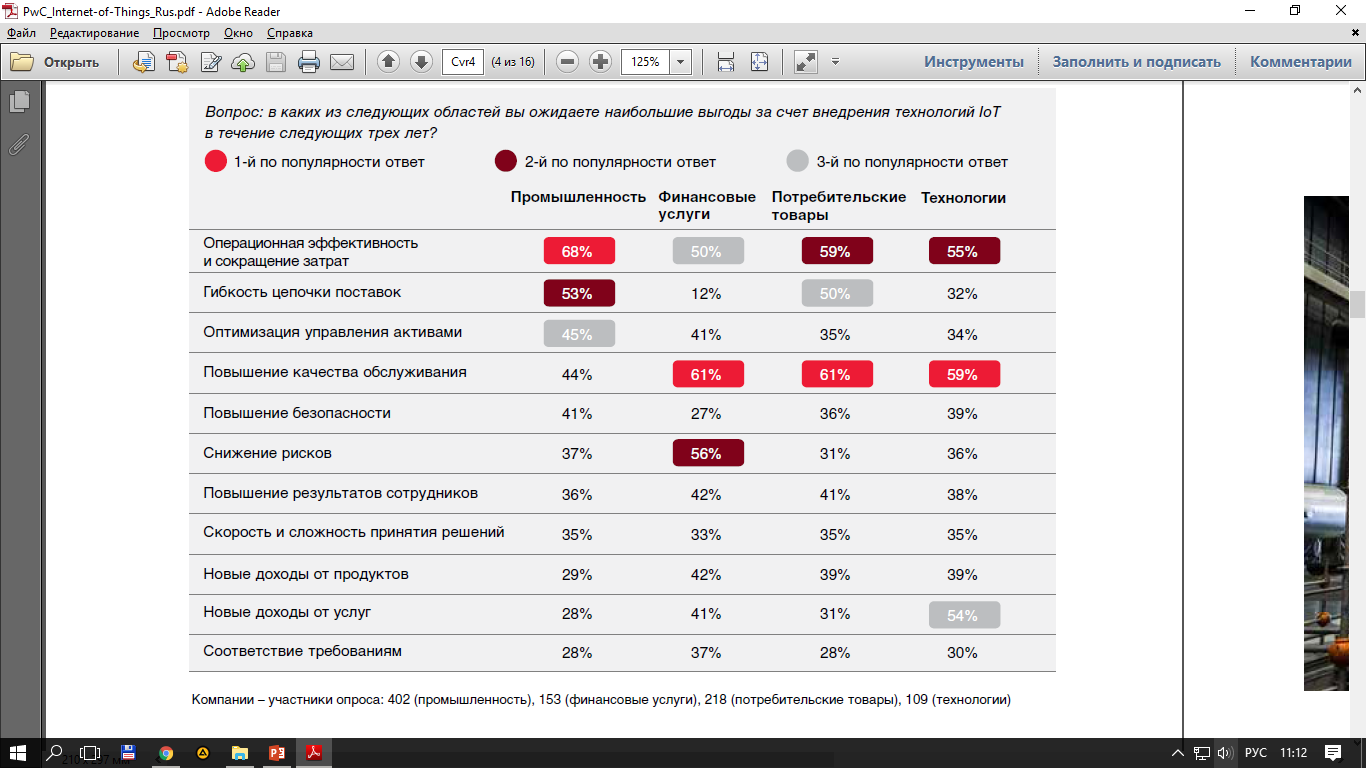 PwC_Internet-of-Things_Rus.pdf - Adobe Reader
Файл Редактирование Просмотр Окно Справка
Открыть Cvr4 (4 из 16) 125% Инструменты Заполнить и подписать Комментарии
Вопрос: в каких из следующих областей вы ожидаете наибольшие выгоды за счет внедрения технологий IoT
в течение следующих трех лет?
1-й по популярности ответ 2-й по популярности ответ 3-й по популярности ответ
Промышленность Финансовые Потребительские Технологии
услуги товары
Операционная эффективность
и сокращение затрат 68% 50% 59% 55%
Гибкость цепочки поставок 53% 12% 50% 32%
Оптимизация управления активами 45% 41% 35% 34%
Повышение качества обслуживания 44% 61% 61% 59%
Повышение безопасности 41% 27% 36% 39%
Снижение рисков 37% 56% 31% 36%
Повышение результатов сотрудников 36% 42% 41% 38%
Скорость и сложность принятия решений 35% 33% 35% 35%
Новые доходы от продуктов 29% 42% 39% 39%
Новые доходы от услуг 28% 41% 31% 54%
Соответствие требованиям 28% 37% 28% 30%
Компании – участники опроса: 402 (промышленность), 153 (финансовые услуги), 218 (потребительские товары), 109 (технологии)
РУС 11:12